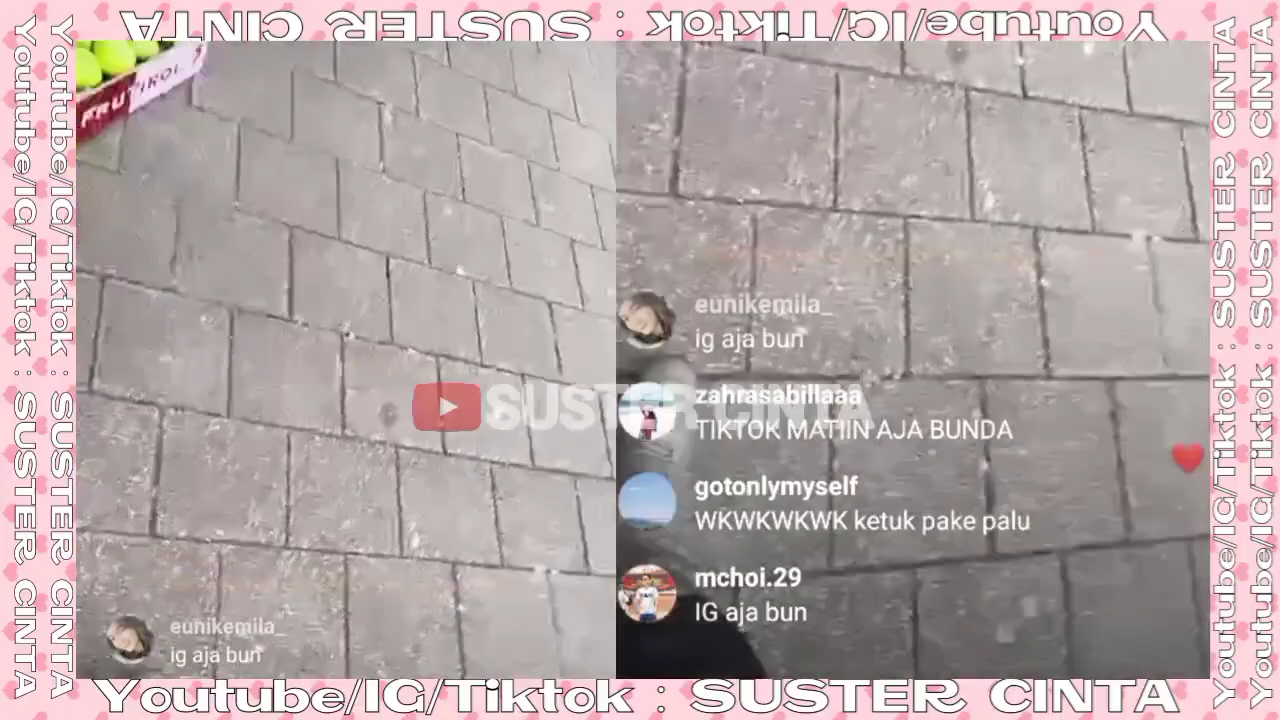 Youtube/IG/Tiktok : SUSTER CINTA
Youtube/IG/Tiktok : SUSTER CINTA
Youtube/IG/Tiktok : SUSTER CINTA
FRUTIROL
eunikemila_
ig aja bun
SUSTER CINTA
eunikemila_
ig aja bun
zahrasabillaaa
TIKTOK MATIIN AJA BUNDA
gotonlymyself
WKWKWKWK ketuk pake palu
mchoi.29
IG aja bun
Youtube/IG/Tiktok : SUSTER CINTA
Youtube/IG/Tiktok : SUSTER CINTA
Youtube/IG/Tiktok : SUSTER CINTA